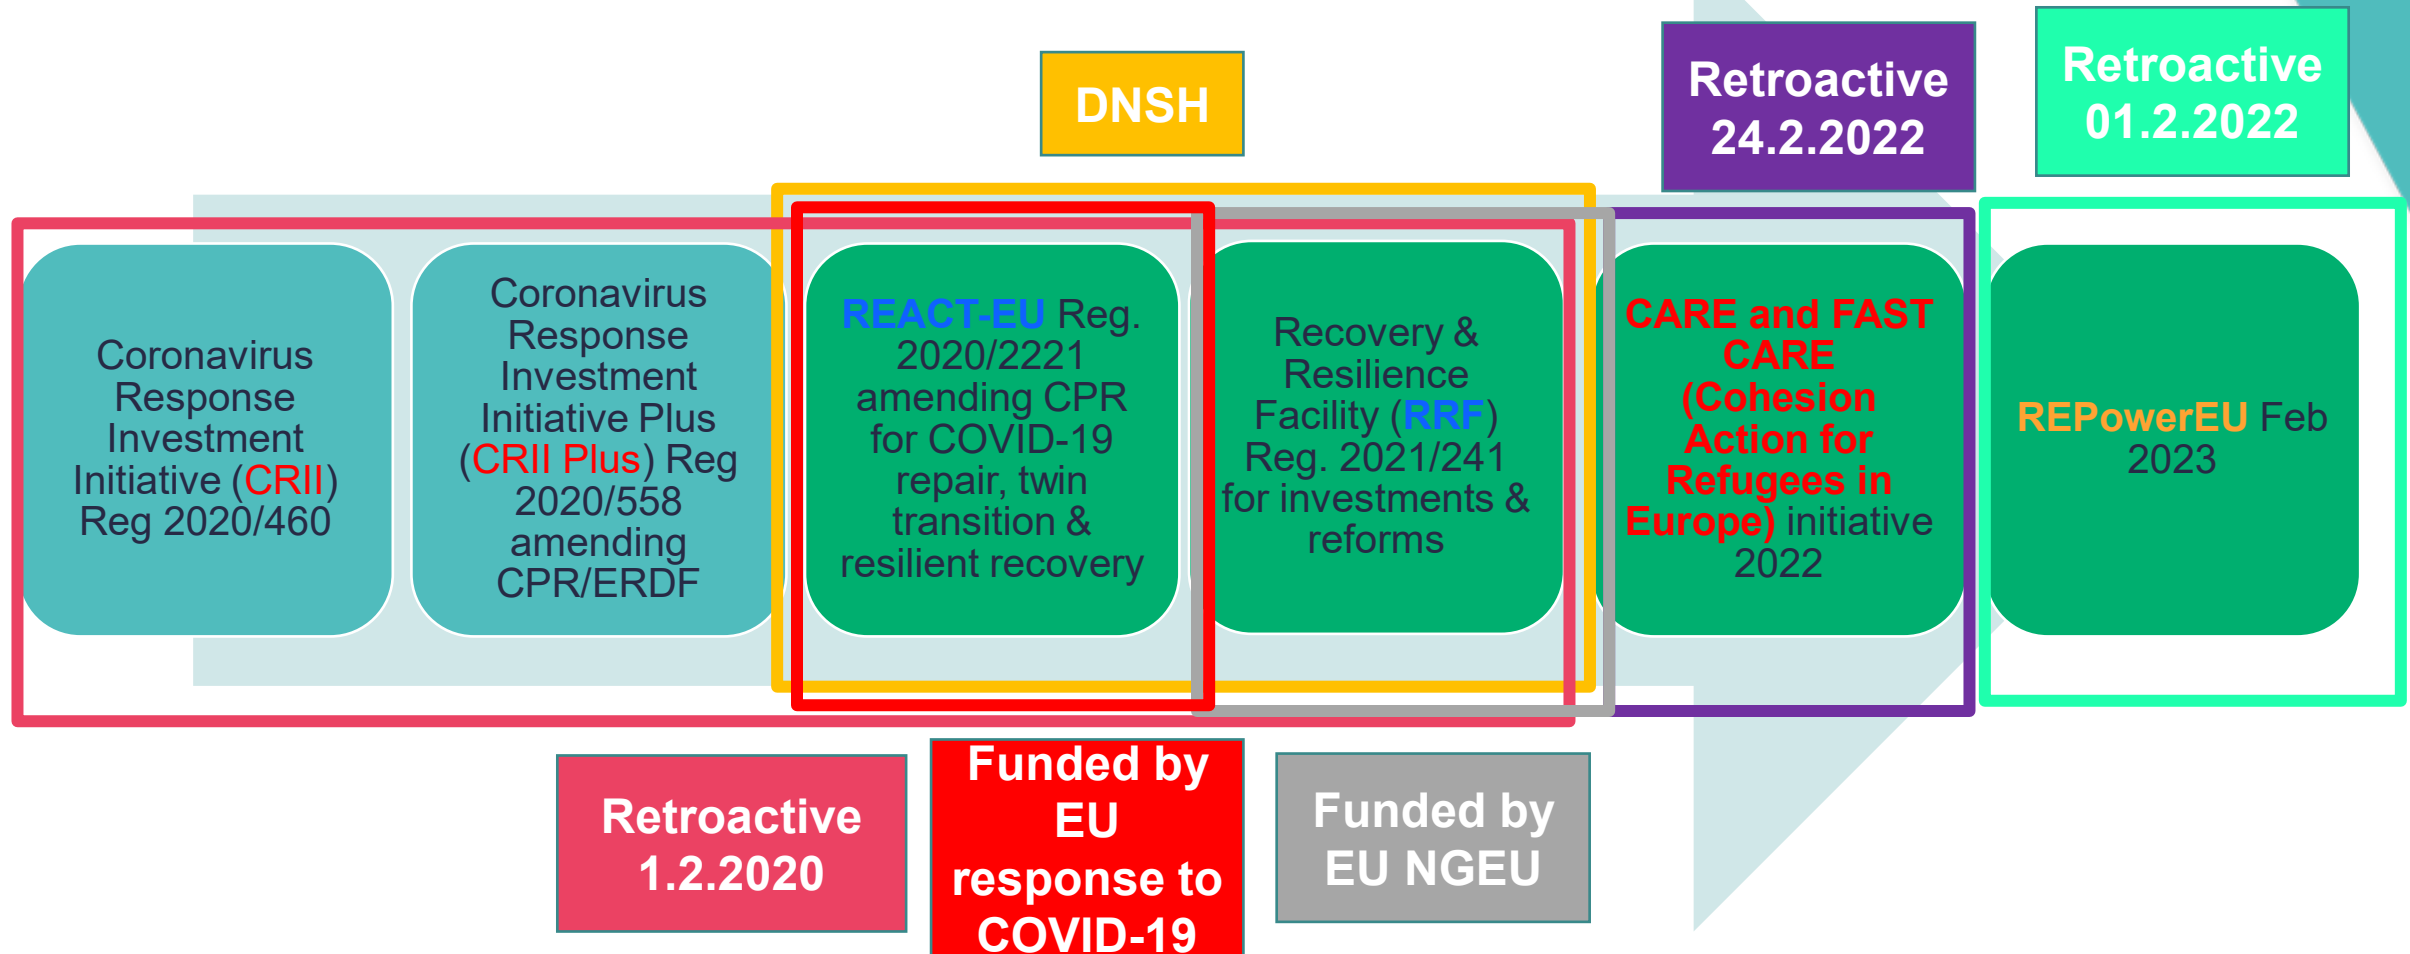 DNSH
Retroactive
24.2.2022
Retroactive
01.2.2022
Coronavirus
Response
Investment
Initiative (CRII)
Reg 2020/460
Coronavirus
Response
Investment
Initiative Plus
(CRII Plus) Reg
2020/558
amending
CPR/ERDF
REACT-EU Reg.
2020/2221
amending CPR
for COVID-19
repair, twin
transition &
resilient recovery
Recovery &
Resilience
Facility (RRF)
Reg. 2021/241
for investments &
reforms
CARE and FAST
CARE
(Cohesion
Action for
Refugees in
Europe) initiative
2022
REPowerEU Feb
2023
Retroactive
1.2.2020
Funded by
EU
response to
COVID-19
Funded by
EU NGEU